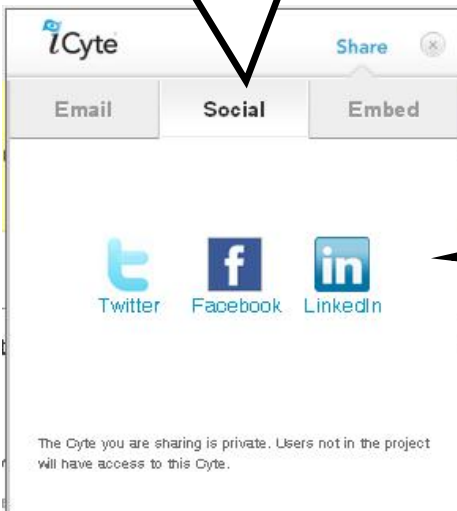 iCyte
Share
Email Social Embed
Twitter Facebook LinkedIn
The Cyte you are sharing is private. Users not in the project
will have access to this Cyte.